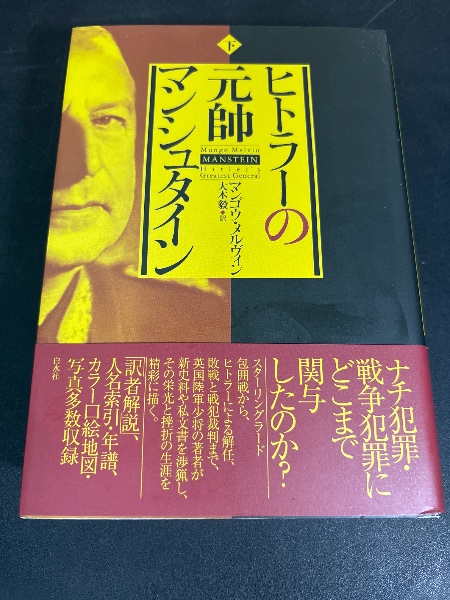 下
ヒトラーの
元帥
マンシュタイン
Mungo Melvin
MANSTEIN
Hitler's
Greatest General
マンゴウ・メルヴィン
大木毅◆訳
ナチ犯罪・
戦争犯罪に
どこまで
関与
したのか?
スターリングラード
包囲戦から、
ヒトラーによる解任、
敗戦と戦犯裁判まで、
英国陸軍少将の著者が
新史料や私文書を渉猟し、
その栄光と挫折の生涯を
精彩に描く。
「訳者解説、
人名索引・年譜、
カラー口絵地図・
写真多数収録
白水社